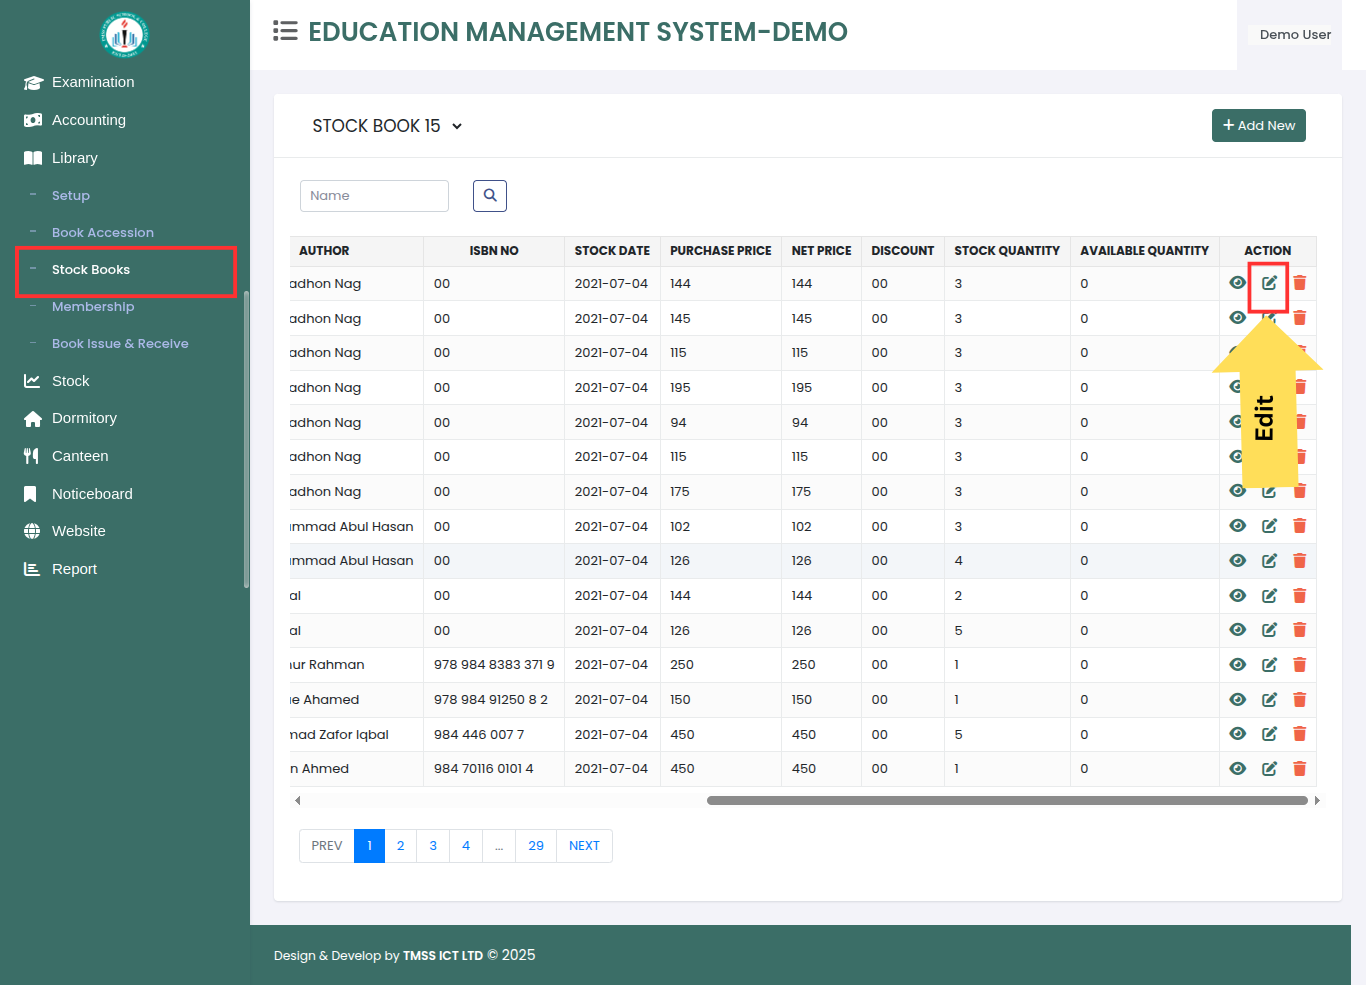 EDUCATION MANAGEMENT SYSTEM-DEMO
Demo User
Examination
Accounting
Library
Setup
Book Accession
Stock Books
Membership
Book Issue & Receive
Stock
Dormitory
Canteen
Noticeboard
Website
Report
STOCK BOOK 15
Add New
Name
AUTHOR ISBN NO STOCK DATE PURCHASE PRICE NET PRICE DISCOUNT STOCK QUANTITY AVAILABLE QUANTITY ACTION
adhon Nag 00 2021-07-04 144 144 00 3 0
adhon Nag 00 2021-07-04 145 145 00 3 0
adhon Nag 00 2021-07-04 115 115 00 3 0
adhon Nag 00 2021-07-04 195 195 00 3 0
adhon Nag 00 2021-07-04 94 94 00 3 0
adhon Nag 00 2021-07-04 115 115 00 3 0
adhon Nag 00 2021-07-04 175 175 00 3 0
ammad Abul Hasan 00 2021-07-04 102 102 00 3 0
ammad Abul Hasan 00 2021-07-04 126 126 00 4 0
al 00 2021-07-04 144 144 00 2 0
al 00 2021-07-04 126 126 00 5 0
ur Rahman 978 984 8383 371 9 2021-07-04 250 250 00 1 0
e Ahamed 978 984 91250 8 2 2021-07-04 150 150 00 1 0
mad Zafor Iqbal 984 446 007 7 2021-07-04 450 450 00 5 0
n Ahmed 984 70116 0101 4 2021-07-04 450 450 00 1 0
Edit
PREV 1 2 3 4 ... 29 NEXT
Design & Develop by TMSS ICT LTD © 2025